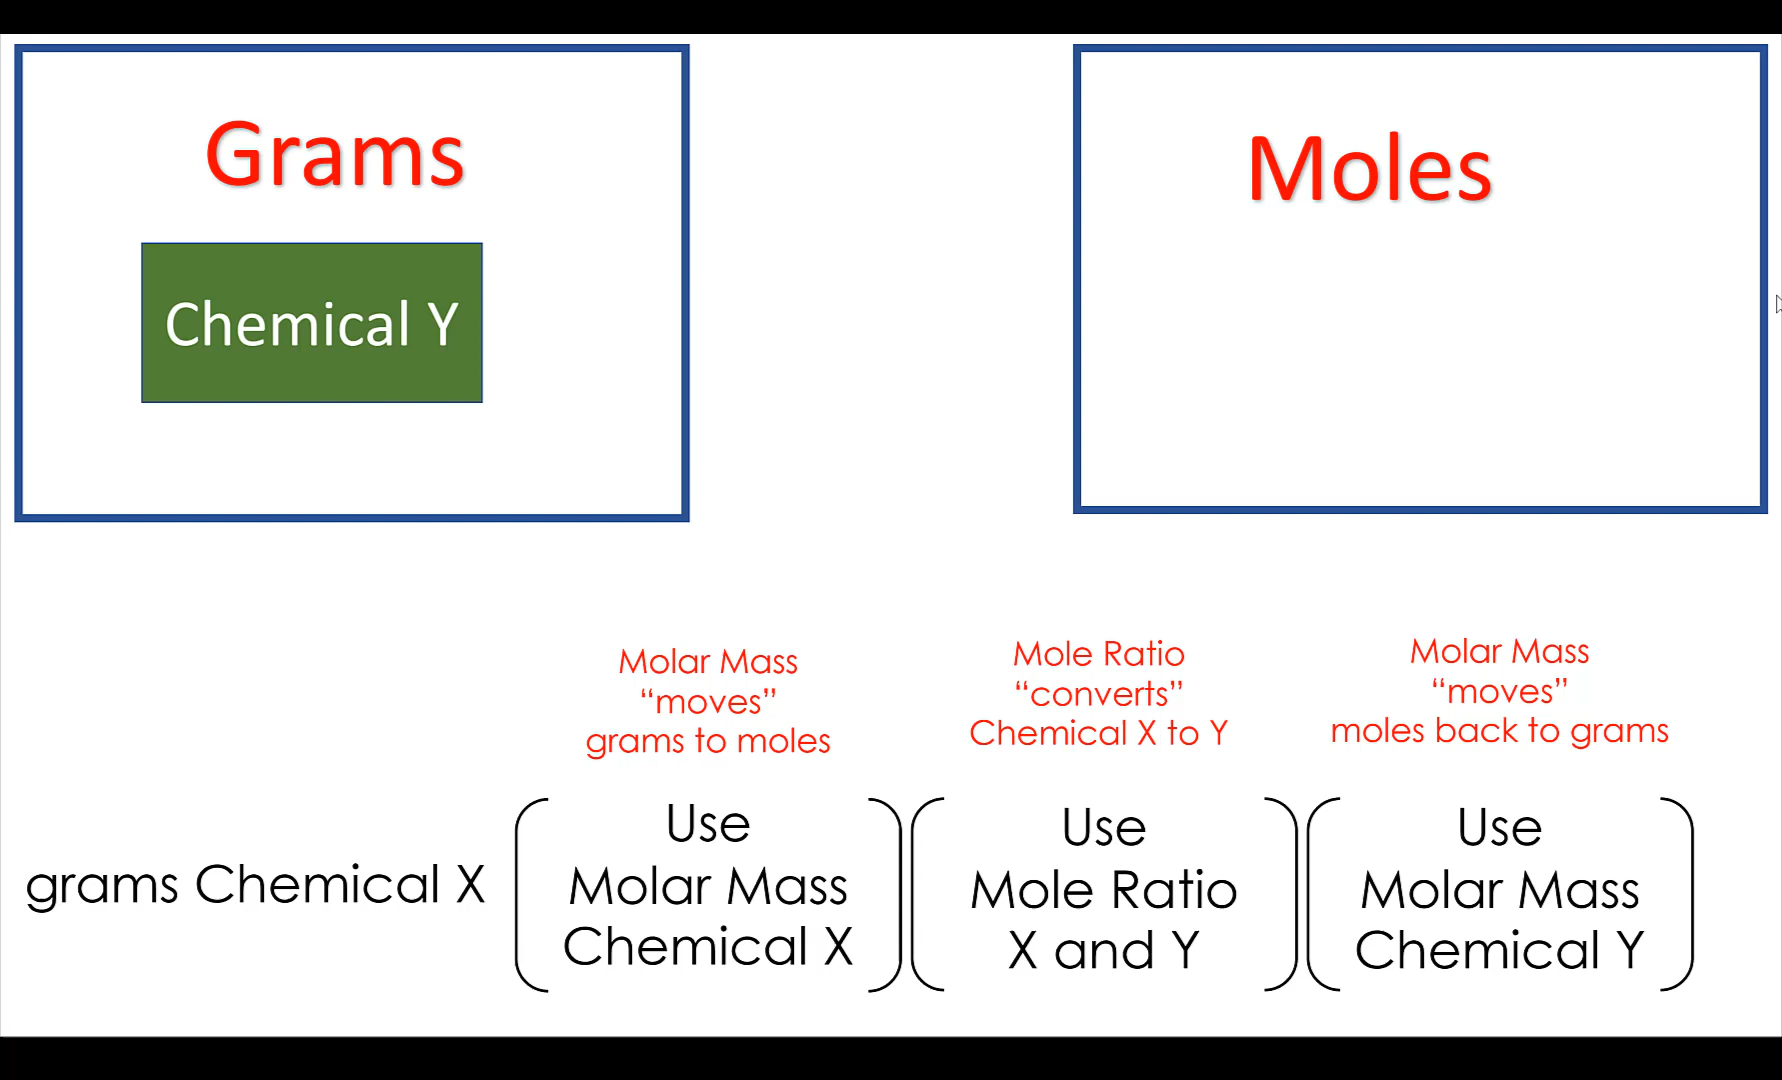 Grams
Chemical Y
Moles
Molar Mass
“moves”
grams to moles
Mole Ratio
“converts”
Chemical X to Y
Molar Mass
“moves”
moles back to grams
grams Chemical X
Use
Molar Mass
Chemical X
Use
Mole Ratio
X and Y
Use
Molar Mass
Chemical Y